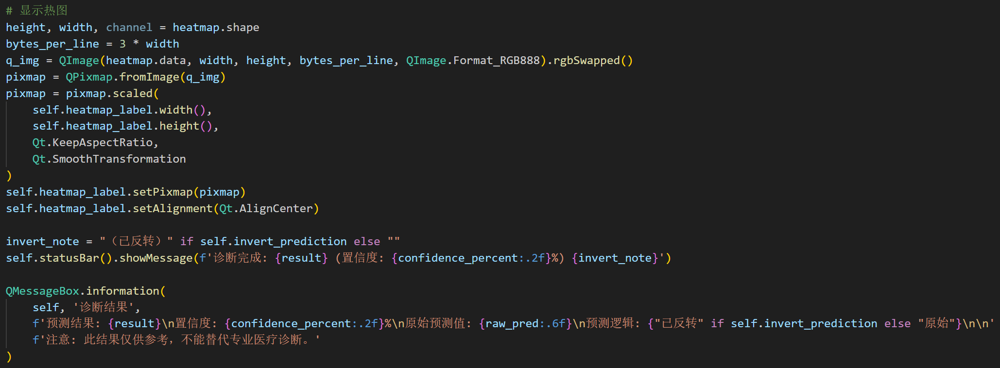 # 显示热图
height, width, channel = heatmap.shape
bytes_per_line = 3 * width
q_img = QImage(heatmap.data, width, height, bytes_per_line, QImage.Format_RGB888).rgbSwapped()
pixmap = QPixmap.fromImage(q_img)
pixmap = pixmap.scaled(
    self.heatmap_label.width(),
    self.heatmap_label.height(),
    Qt.KeepAspectRatio,
    Qt.SmoothTransformation
)
self.heatmap_label.setPixmap(pixmap)
self.heatmap_label.setAlignment(Qt.AlignCenter)

invert_note = "（已反转）" if self.invert_prediction else ""
self.statusBar().showMessage(f'诊断完成: {result} (置信度: {confidence_percent:.2f}%) {invert_note}')

QMessageBox.information(
    self, '诊断结果',
    f'预测结果: {result}\n置信度: {confidence_percent:.2f}%\n原始预测值: {raw_pred:.6f}\n预测逻辑: {"已反转" if self.invert_prediction else "原始"}\n\n'
    f'注意: 此结果仅供参考，不能替代专业医疗诊断。'
)